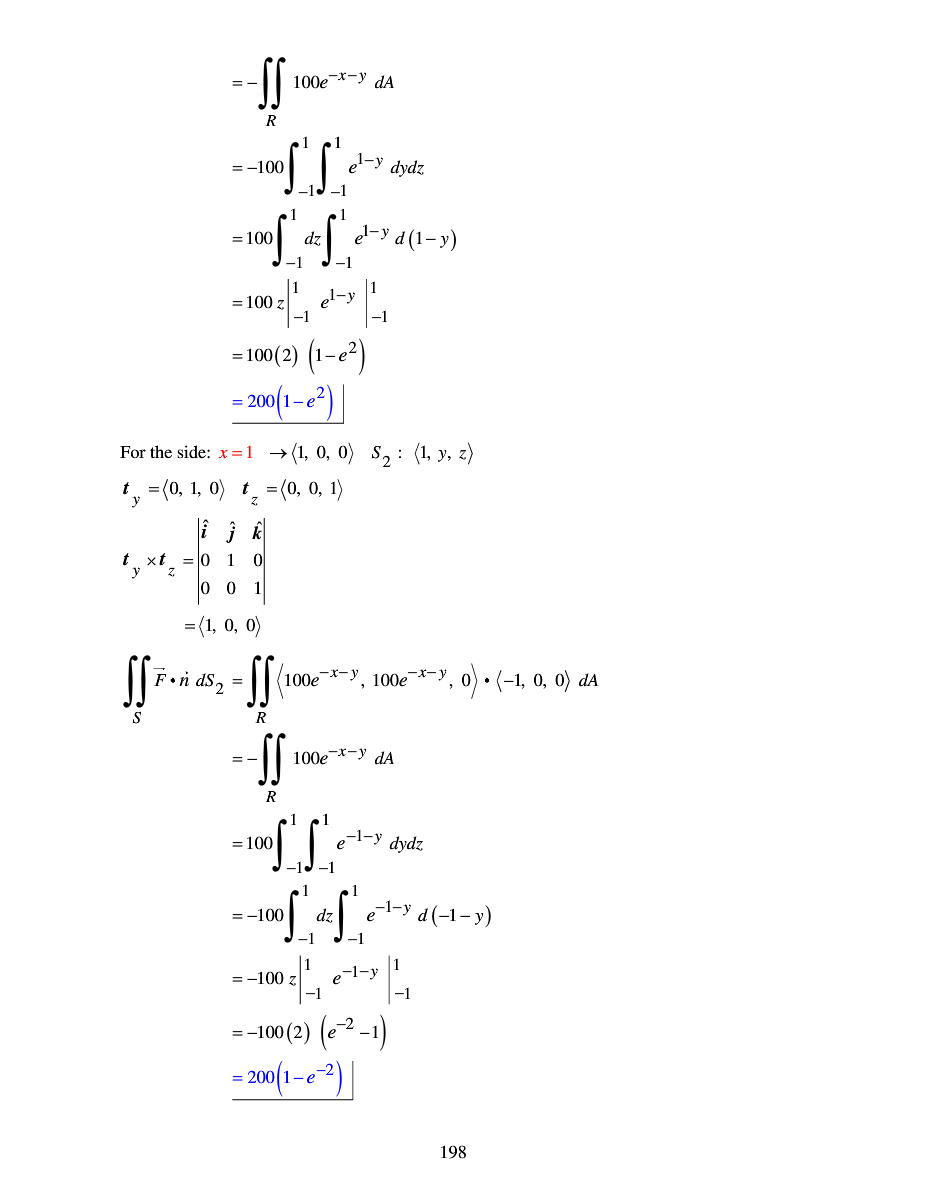 = −∬_R 100e^{−x−y} dA
= −100 ∫_{−1}^{1} ∫_{−1}^{1} e^{1−y} dydz
= 100 ∫_{−1}^{1} dz ∫_{−1}^{1} e^{1−y} d(1−y)
= 100 z |_{−1}^{1} e^{1−y} |_{−1}^{1}
= 100(2) (1−e^2)
= 200(1−e^2)
For the side: x = 1 → ⟨1, 0, 0⟩ S_2 : ⟨1, y, z⟩
t_y = ⟨0, 1, 0⟩ t_z = ⟨0, 0, 1⟩
t_y × t_z = | î ĵ k̂ |
| 0 1 0 |
| 0 0 1 |
= ⟨1, 0, 0⟩
∬_S F⃗ • ṅ dS_2 = ∬_R ⟨100e^{−x−y}, 100e^{−x−y}, 0⟩ • ⟨−1, 0, 0⟩ dA
= −∬_R 100e^{−x−y} dA
= 100 ∫_{−1}^{1} ∫_{−1}^{1} e^{−1−y} dydz
= −100 ∫_{−1}^{1} dz ∫_{−1}^{1} e^{−1−y} d(−1−y)
= −100 z |_{−1}^{1} e^{−1−y} |_{−1}^{1}
= −100(2) (e^{−2} −1)
= 200(1−e^{−2})
198